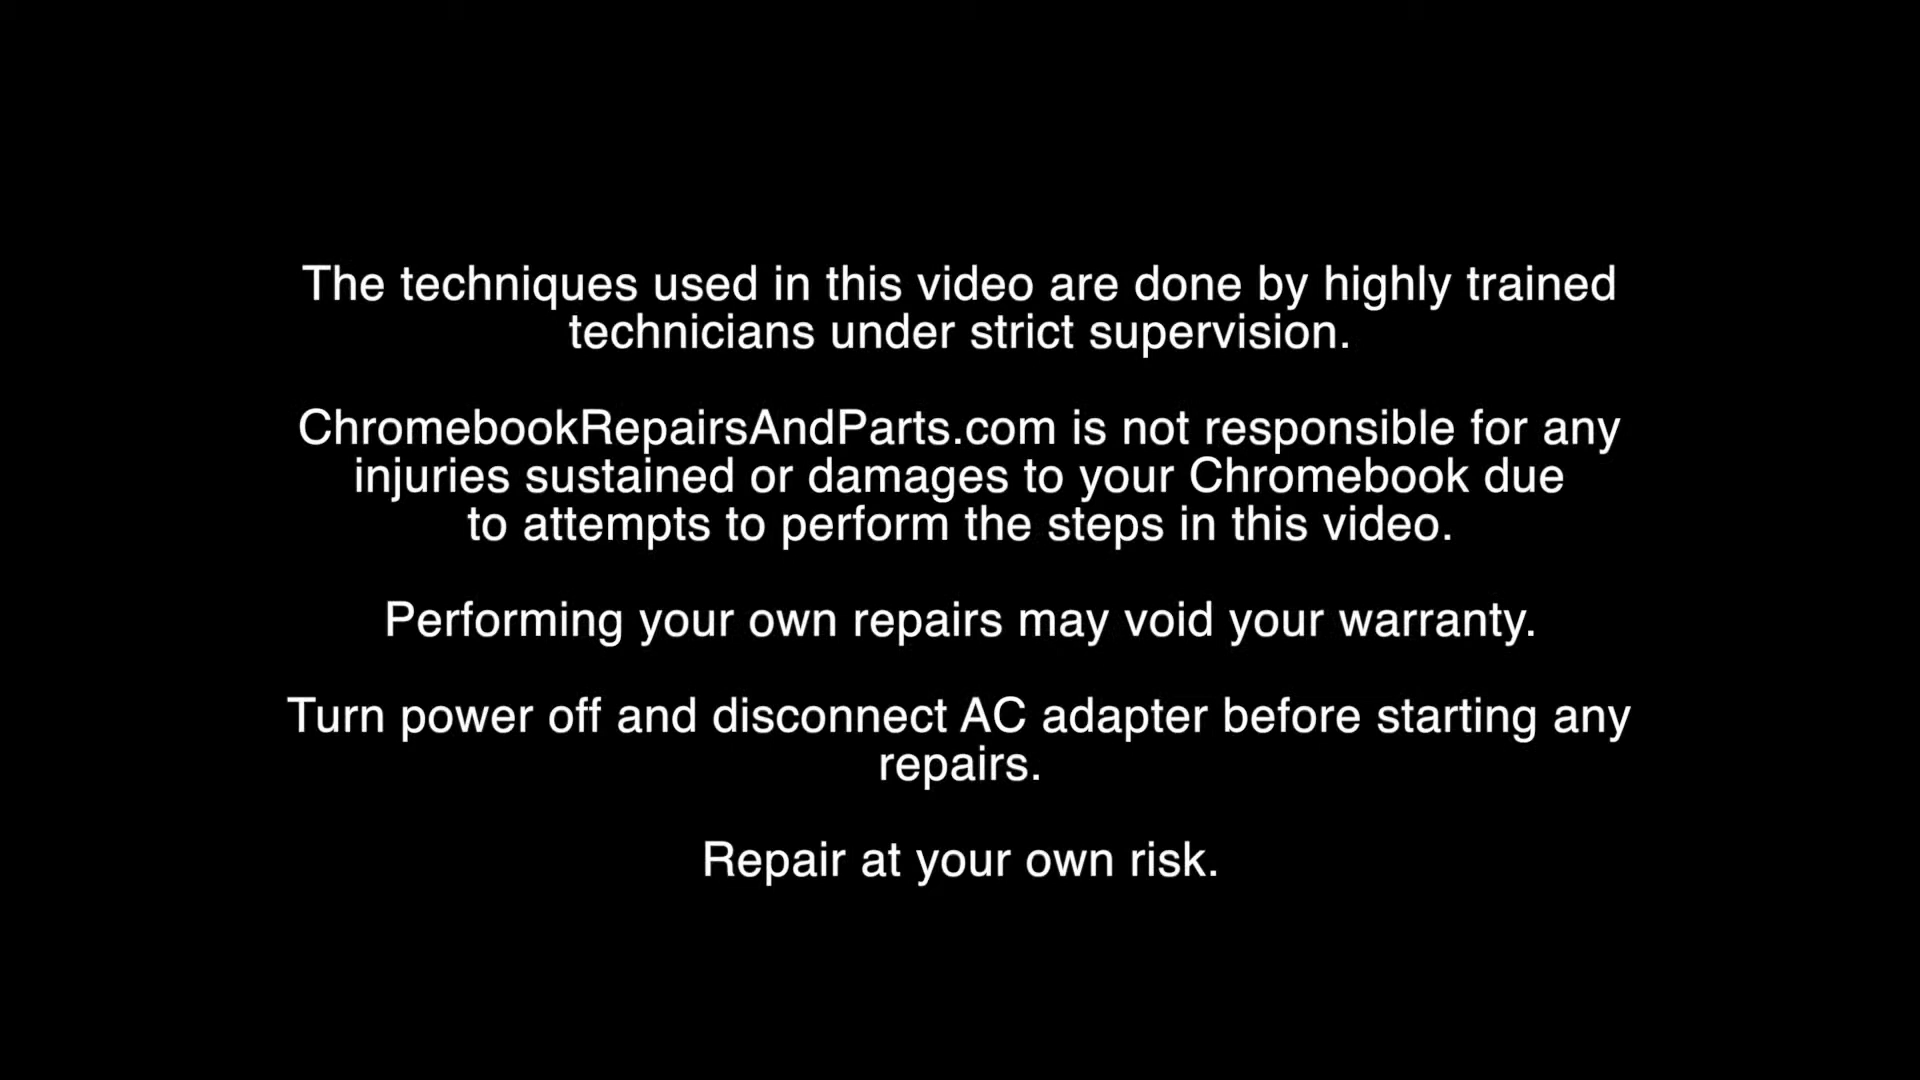 The techniques used in this video are done by highly trained
technicians under strict supervision.
ChromebookRepairsAndParts.com is not responsible for any
injuries sustained or damages to your Chromebook due
to attempts to perform the steps in this video.
Performing your own repairs may void your warranty.
Turn power off and disconnect AC adapter before starting any
repairs.
Repair at your own risk.